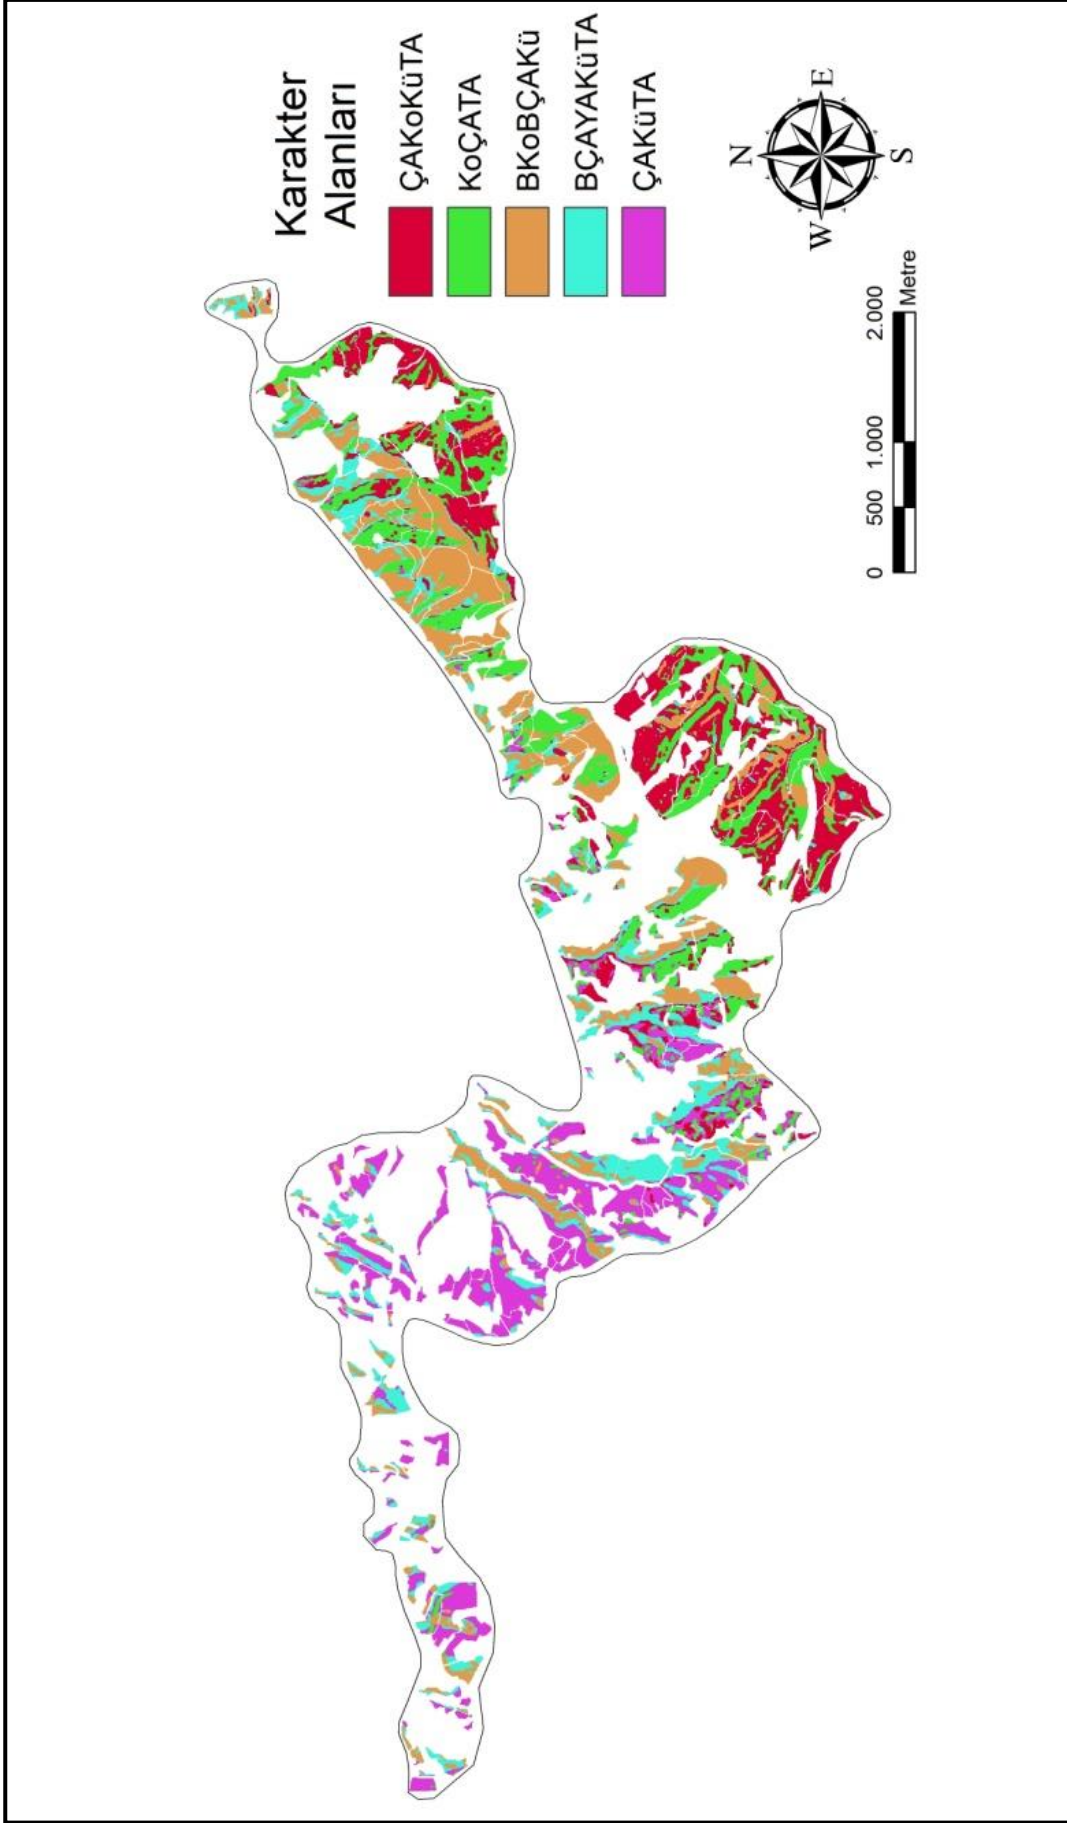 Karakter
Alanları
ÇAKoKüTA
KoÇATA
BKoBÇAKü
BÇAYAKüTA
ÇAKüTA
N
E
S
W
0 500 1.000 2.000
Metre